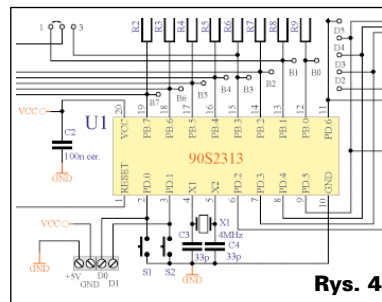 1 2 3
R2 R3 R4 R5 R6 R7 R8 R9
D5
D4
D3
D2
B7 B6 B5 B4 B3 B2 B1 B0
VCC
U1
20 19 18 17 16 15 14 13 12 11
VCC PB.7 PB.6 PB.5 PB.4 PB.3 PB.2 PB.1 PB.0 PD.6
C2
100n cer.
GND
90S2313
RESET PD.0 PD.1 X1 X2 PD.2 PD.3 PD.4 PD.5 GND
1 2 3 4 5 6 7 8 9 10
VCC
X1
4MHz
C3
33p
C4
33p
+5V GND D0 D1
S1 S2
GND
Rys. 4